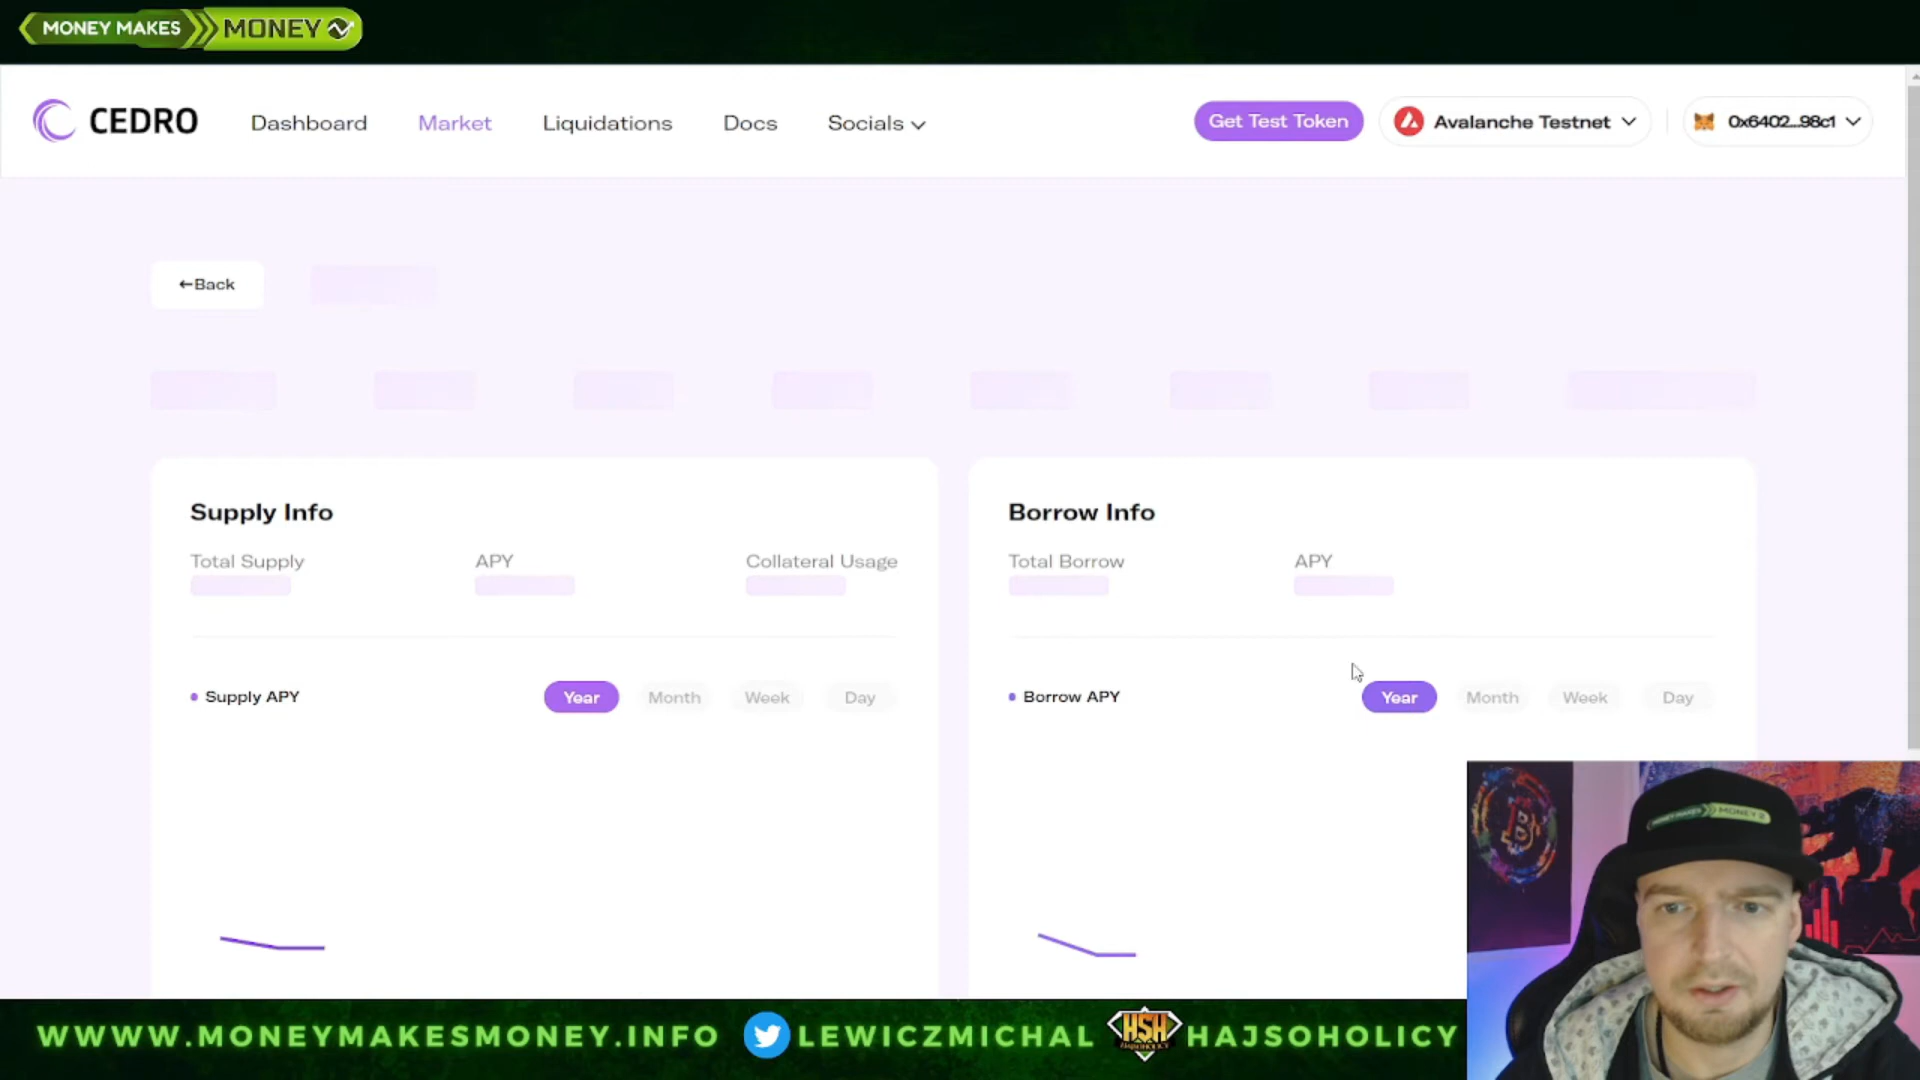 MONEY MAKES MONEY
CEDRO
Dashboard
Market
Liquidations
Docs
Socials
Get Test Token
Avalanche Testnet
0x6402...98c1
←Back
Supply Info
Total Supply
APY
Collateral Usage
Supply APY
Year
Month
Week
Day
Borrow Info
Total Borrow
APY
Borrow APY
Year
Month
Week
Day
WWWW.MONEYMAKESMONEY.INFO
LEWICZMICHAL
HSH
HAJSOHOLICY